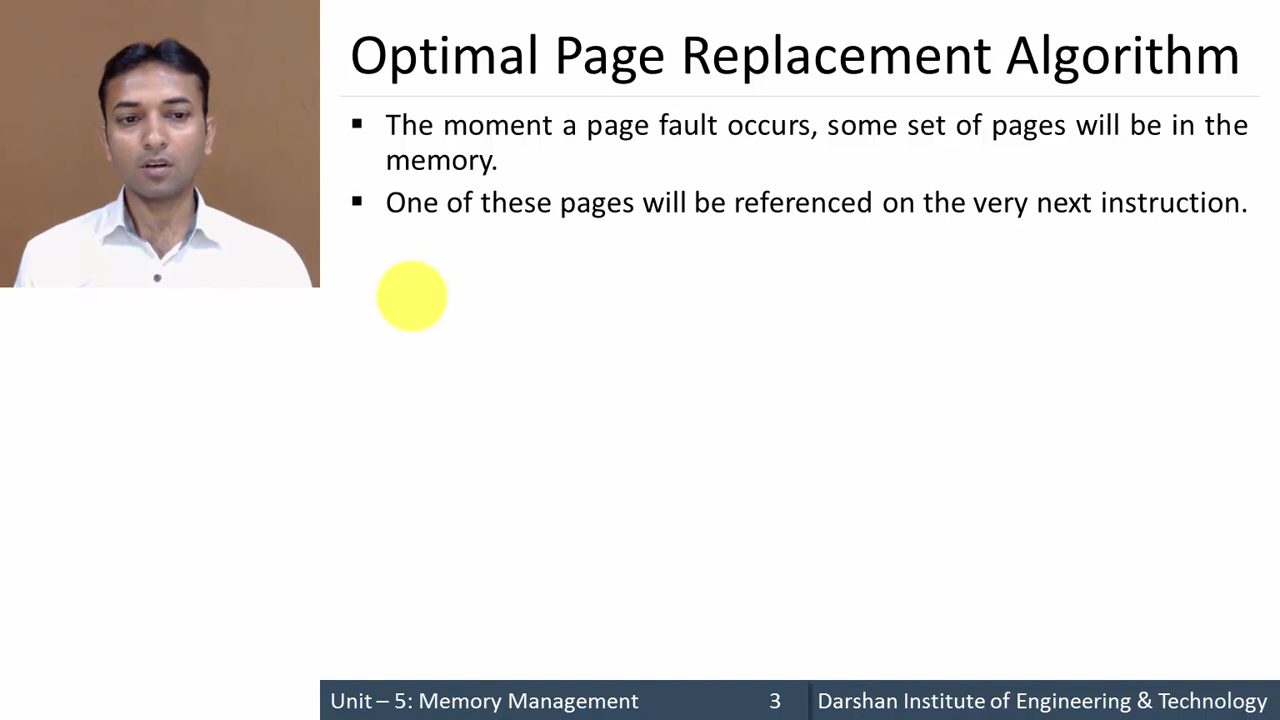 Optimal Page Replacement Algorithm
▪ The moment a page fault occurs, some set of pages will be in the
memory.
▪ One of these pages will be referenced on the very next instruction.
Unit – 5: Memory Management 3 Darshan Institute of Engineering & Technology